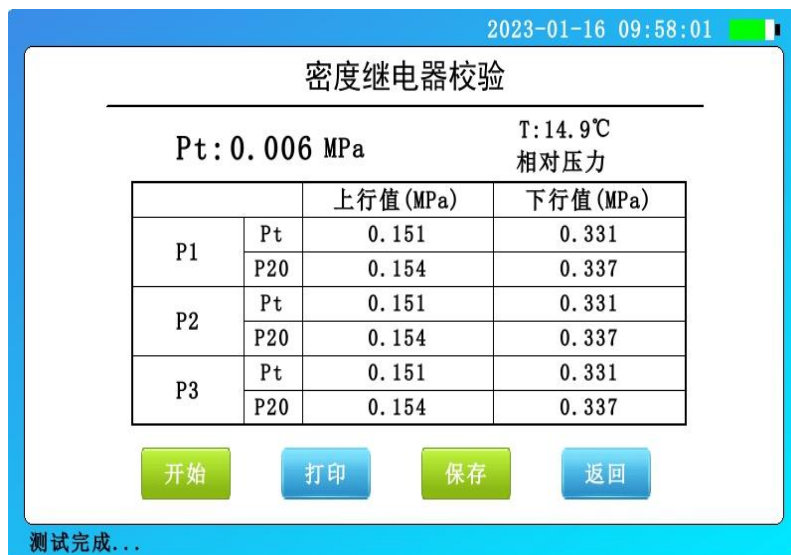 2023-01-16 09:58:01
密度继电器校验
Pt:0.006 MPa
T:14.9℃
相对压力
上行值(MPa) 下行值(MPa)
P1
Pt 0.151 0.331
P20 0.154 0.337
P2
Pt 0.151 0.331
P20 0.154 0.337
P3
Pt 0.151 0.331
P20 0.154 0.337
开始 打印 保存 返回
测试完成...